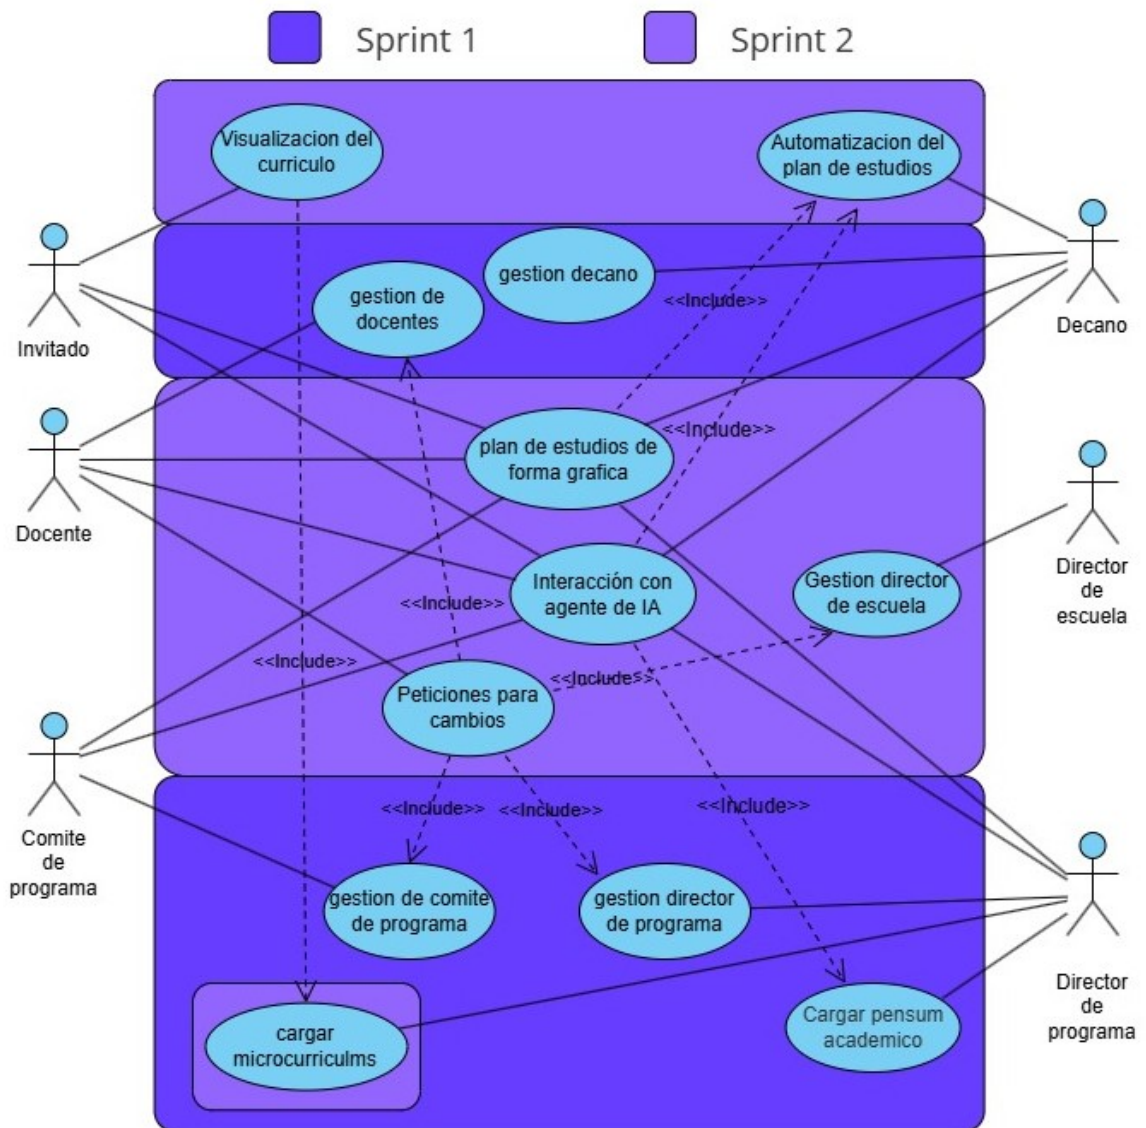 Sprint 1
Sprint 2
Visualizacion del
curriculo
Automatizacion del
plan de estudios
Invitado
gestion decano
gestion de
docentes
<<Include>>
Decano
Docente
plan de estudios de
forma grafica
<<Include>>
Director
de
escuela
Interacción con
agente de IA
Gestion director
de escuela
<<Include>>
<<Include>>
<<Include>>
Peticiones para
cambios
Comite
de
programa
<<Include>>
<<Include>>
<<Include>>
gestion de comite
de programa
gestion director
de programa
Director
de
programa
cargar
microcurriculms
Cargar pensum
academico